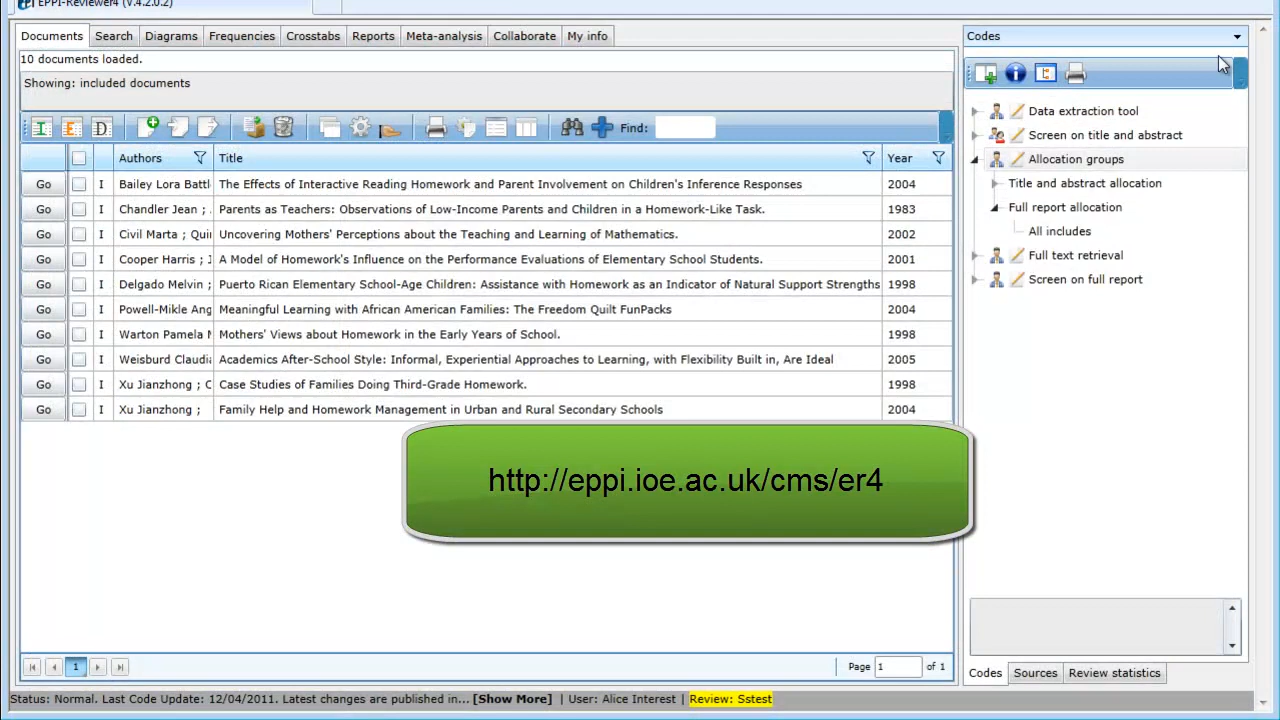 EPPI-Reviewer4 (V.4.2.0.2)
Documents Search Diagrams Frequencies Crosstabs Reports Meta-analysis Collaborate My info
Codes
10 documents loaded.
Showing: included documents
I E D Find:
Authors Title Year
Go I Bailey Lora Battl The Effects of Interactive Reading Homework and Parent Involvement on Children's Inference Responses 2004
Go I Chandler Jean ; Parents as Teachers: Observations of Low-Income Parents and Children in a Homework-Like Task. 1983
Go I Civil Marta ; Qui Uncovering Mothers' Perceptions about the Teaching and Learning of Mathematics. 2002
Go I Cooper Harris ; J A Model of Homework's Influence on the Performance Evaluations of Elementary School Students. 2001
Go I Delgado Melvin ; Puerto Rican Elementary School-Age Children: Assistance with Homework as an Indicator of Natural Support Strengths 1998
Go I Powell-Mikle Ang Meaningful Learning with African American Families: The Freedom Quilt FunPacks 2004
Go I Warton Pamela M Mothers' Views about Homework in the Early Years of School. 1998
Go I Weisburd Claudia Academics After-School Style: Informal, Experiential Approaches to Learning, with Flexibility Built in, Are Ideal 2005
Go I Xu Jianzhong ; C Case Studies of Families Doing Third-Grade Homework. 1998
Go I Xu Jianzhong ; Family Help and Homework Management in Urban and Rural Secondary Schools 2004
Data extraction tool
Screen on title and abstract
Allocation groups
Title and abstract allocation
Full report allocation
All includes
Full text retrieval
Screen on full report
http://eppi.ioe.ac.uk/cms/er4
1 Page 1 of 1
Codes Sources Review statistics
Status: Normal. Last Code Update: 12/04/2011. Latest changes are published in... [Show More] | User: Alice Interest | Review: Sstest